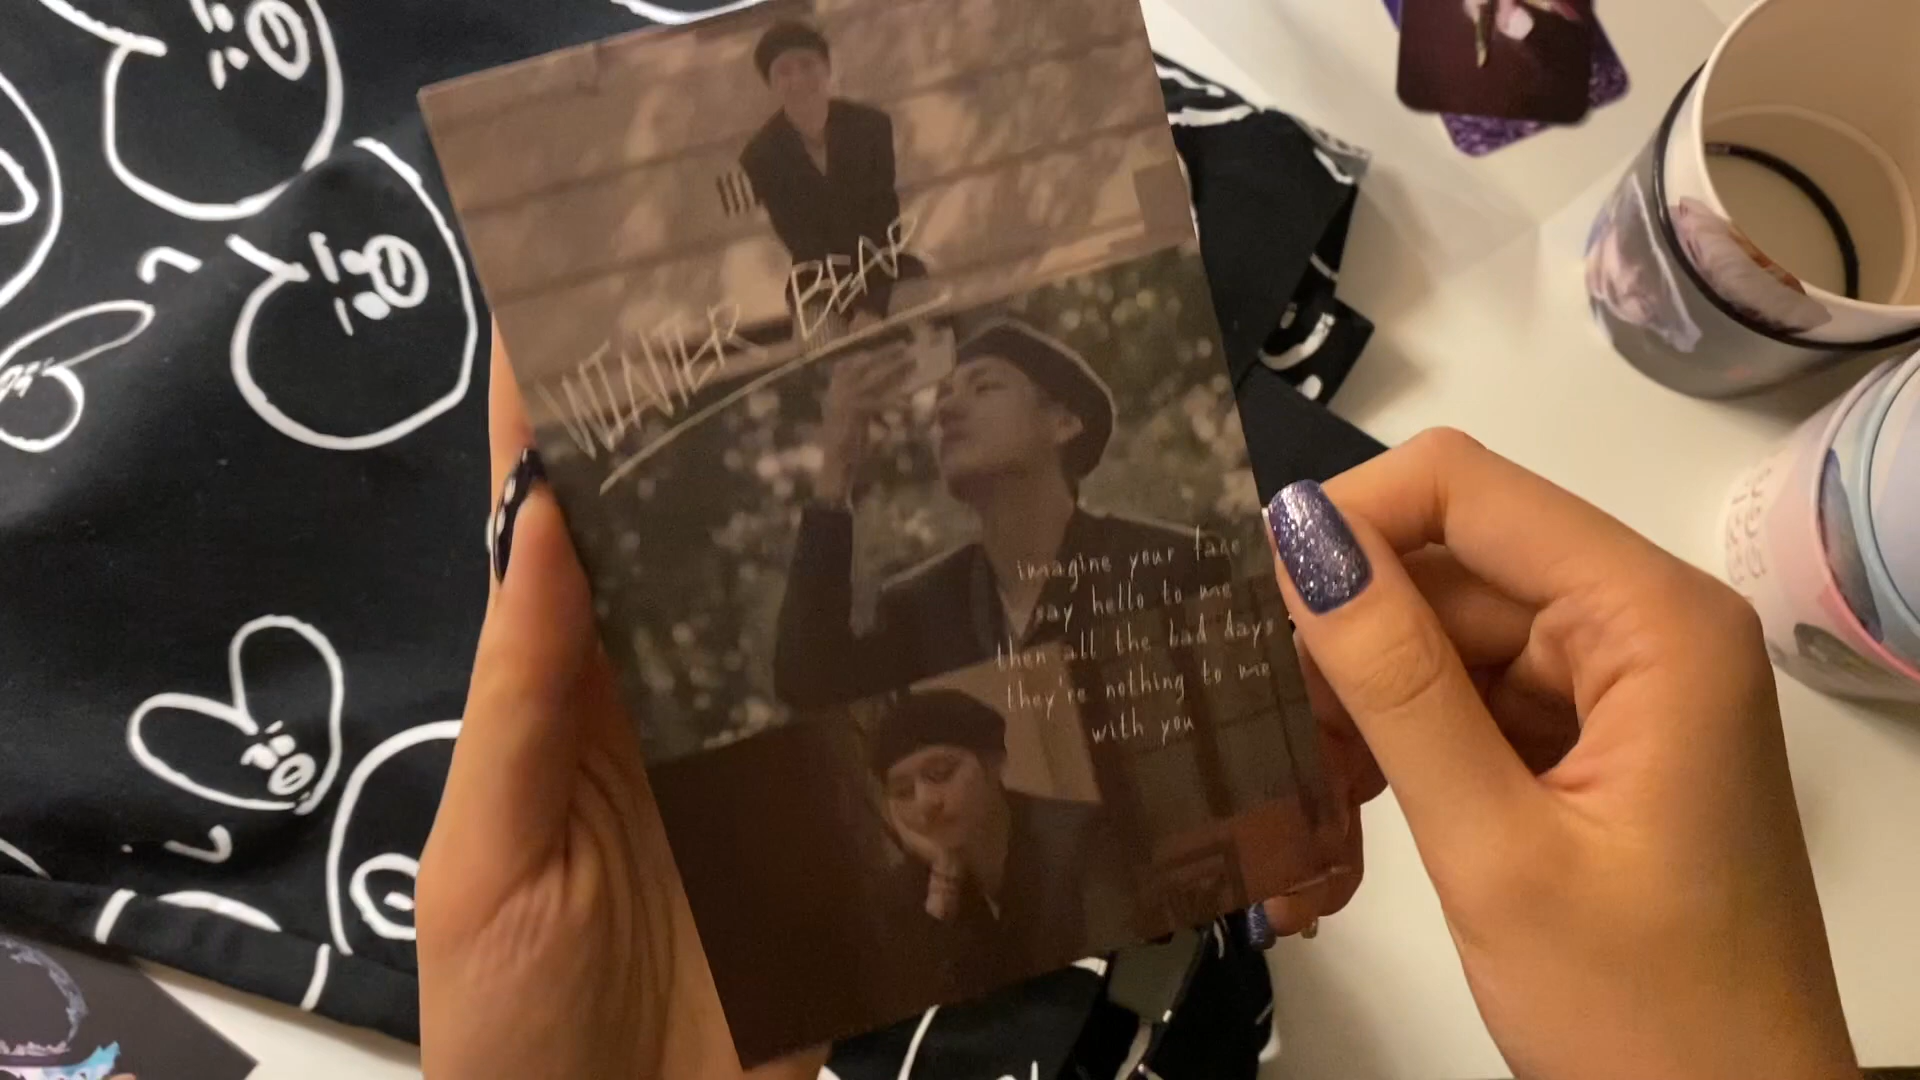 WINTER BEAR
imagine your face
say hello to me
then all the bad days
they're nothing to me
with you